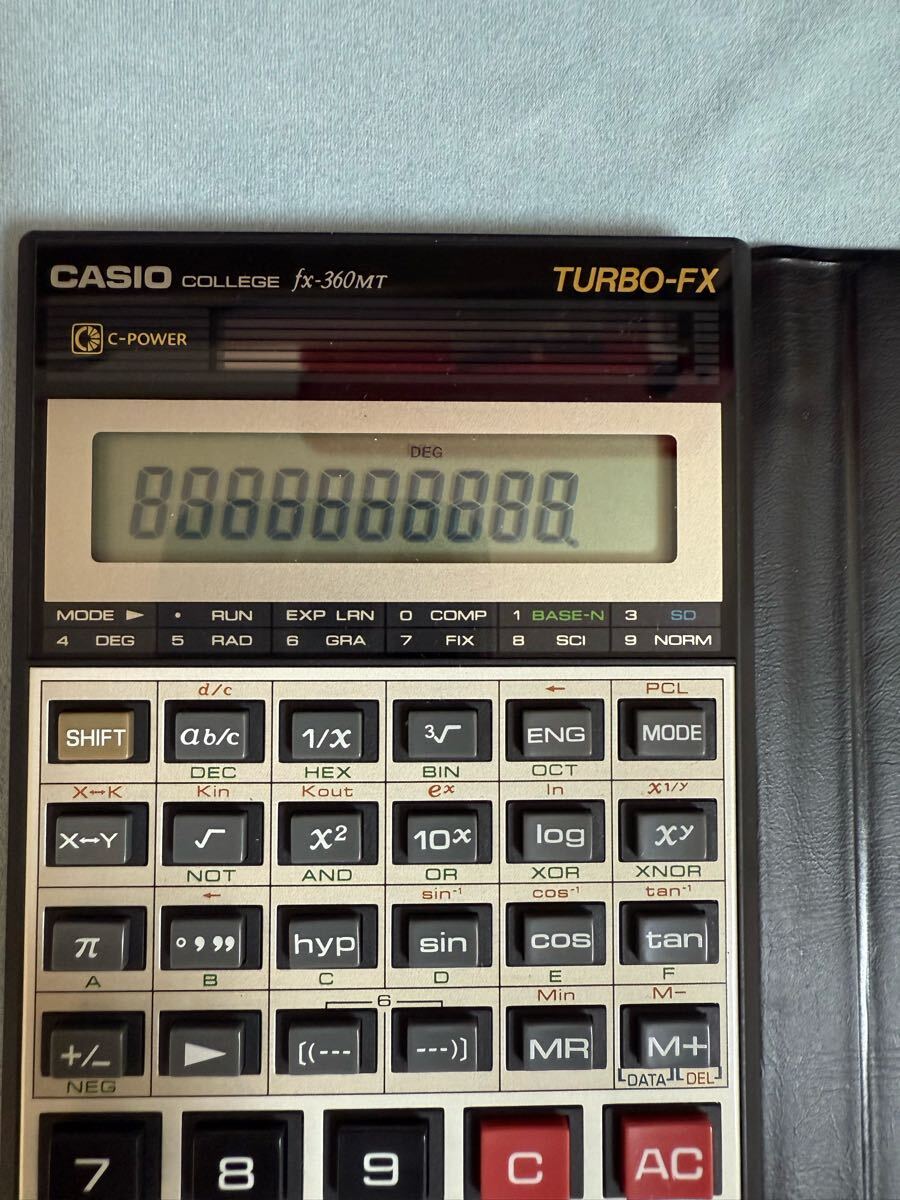 CASIO COLLEGE fx-360MT TURBO-FX
C-POWER
DEG
MODE ► • RUN EXP LRN 0 COMP 1 BASE-N 3 SD
4 DEG 5 RAD 6 GRA 7 FIX 8 SCI 9 NORM
d/c ← PCL
SHIFT ab/c 1/x ³√ ENG MODE
DEC HEX BIN OCT
X↔K Kin Kout eˣ ln x¹/ʸ
X↔Y √ x² 10ˣ log xʸ
NOT AND OR XOR XNOR
← sin⁻¹ cos⁻¹ tan⁻¹
π ° ’ ’’ hyp sin cos tan
A B C D E F
6 Min M−
+/− ► [(--- ---)] MR M+
NEG DATA DEL
7 8 9 C AC